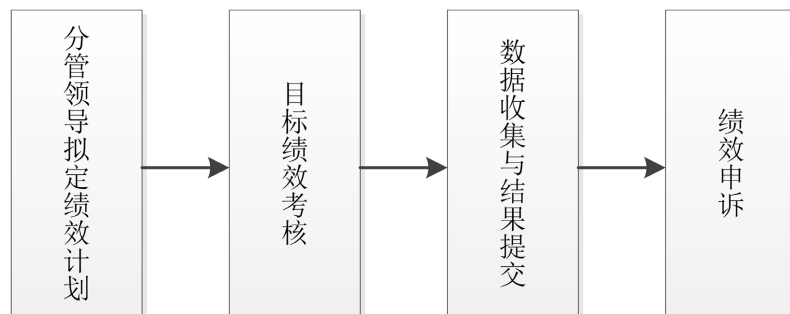 分管领导拟定绩效计划
目标绩效考核
数据收集与结果提交
绩效申诉